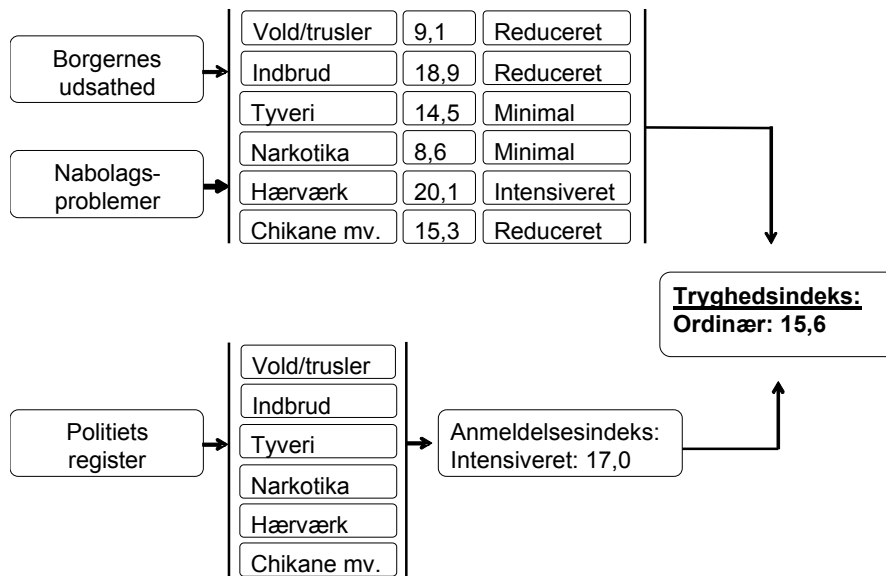 Borgernes
udsathed
Nabolags-
problemer
Vold/trusler 9,1 Reduceret
Indbrud 18,9 Reduceret
Tyveri 14,5 Minimal
Narkotika 8,6 Minimal
Hærværk 20,1 Intensiveret
Chikane mv. 15,3 Reduceret
Tryghedsindeks:
Ordinær: 15,6
Politiets
register
Vold/trusler
Indbrud
Tyveri
Narkotika
Hærværk
Chikane mv.
Anmeldelsesindeks:
Intensiveret: 17,0